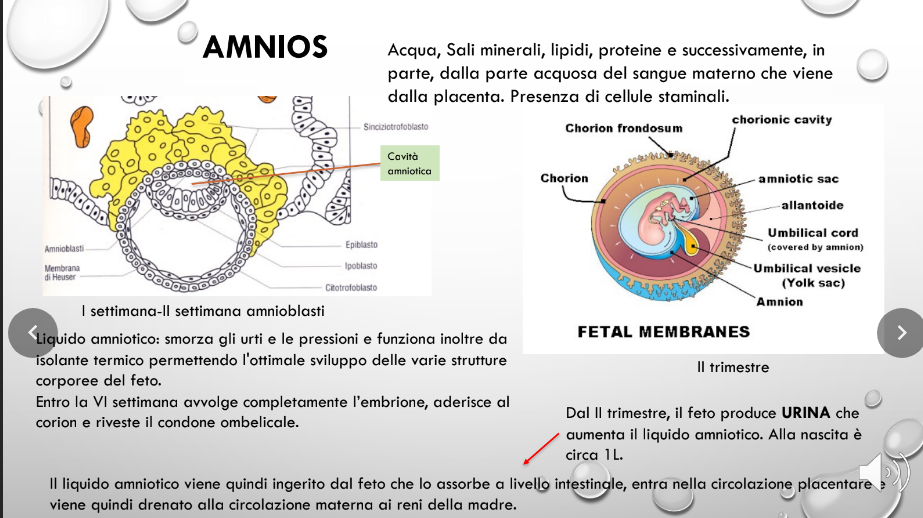 AMNIOS
Acqua, Sali minerali, lipidi, proteine e successivamente, in
parte, dalla parte acquosa del sangue materno che viene
dalla placenta. Presenza di cellule staminali.
Sinciziotrofoblasto
Cavità
amniotica
Amnioblasti
Membrana
di Heuser
Epiblasto
Ipoblasto
Citotrofoblasto
Chorion frondosum
chorionic cavity
Chorion
amniotic sac
allantoide
Umbilical cord
(covered by amnion)
Umbilical vesicle
(Yolk sac)
Amnion
FETAL MEMBRANES
I settimana-II settimana amnioblasti
II trimestre
Liquido amniotico: smorza gli urti e le pressioni e funziona inoltre da
isolante termico permettendo l'ottimale sviluppo delle varie strutture
corporee del feto.
Entro la VI settimana avvolge completamente l'embrione, aderisce al
corion e riveste il condone ombelicale.
Dal II trimestre, il feto produce URINA che
aumenta il liquido amniotico. Alla nascita è
circa 1L.
Il liquido amniotico viene quindi ingerito dal feto che lo assorbe a livello intestinale, entra nella circolazione placentare e
viene quindi drenato alla circolazione materna ai reni della madre.